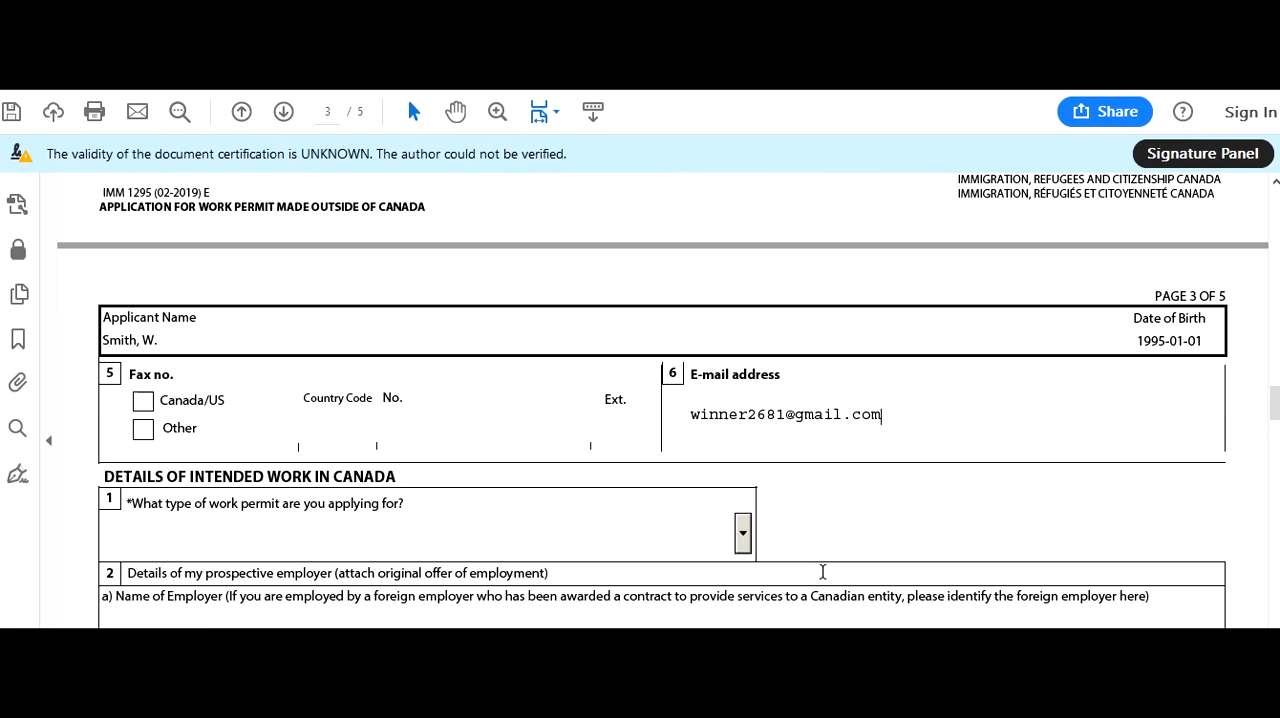 3 / 5
Share
Sign In
The validity of the document certification is UNKNOWN. The author could not be verified.
Signature Panel
IMMIGRATION, REFUGEES AND CITIZENSHIP CANADA
IMM 1295 (02-2019) E
IMMIGRATION, RÉFUGIÉS ET CITOYENNETÉ CANADA
APPLICATION FOR WORK PERMIT MADE OUTSIDE OF CANADA
PAGE 3 OF 5
Applicant Name
Date of Birth
Smith, W.
1995-01-01
5 Fax no.
6 E-mail address
Canada/US
Country Code No.
Ext.
winner2681@gmail.com
Other
DETAILS OF INTENDED WORK IN CANADA
1 *What type of work permit are you applying for?
2 Details of my prospective employer (attach original offer of employment)
a) Name of Employer (If you are employed by a foreign employer who has been awarded a contract to provide services to a Canadian entity, please identify the foreign employer here)